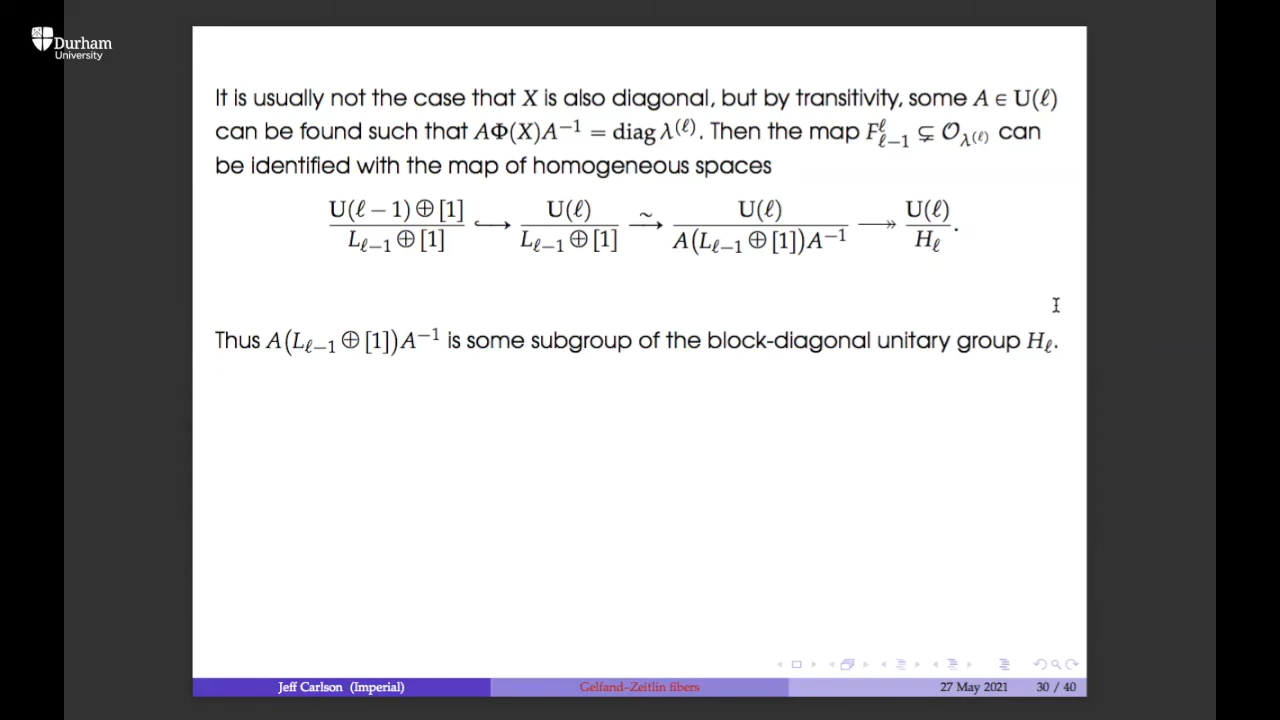 Durham
University
It is usually not the case that X is also diagonal, but by transitivity, some A ∈ U(ℓ)
can be found such that AΦ(X)A⁻¹ = diag λ^(ℓ). Then the map F^ℓ_{ℓ−1} ⊊ 𝒪_{λ^(ℓ)} can
be identified with the map of homogeneous spaces
U(ℓ − 1) ⊕ [1] / L_{ℓ−1} ⊕ [1] ↪ U(ℓ) / L_{ℓ−1} ⊕ [1] ∼→ U(ℓ) / A(L_{ℓ−1} ⊕ [1])A⁻¹ ↠ U(ℓ) / H_ℓ.
Thus A(L_{ℓ−1} ⊕ [1])A⁻¹ is some subgroup of the block-diagonal unitary group H_ℓ.
Jeff Carlson (Imperial) Gelfand–Zeitlin fibers 27 May 2021 30 / 40